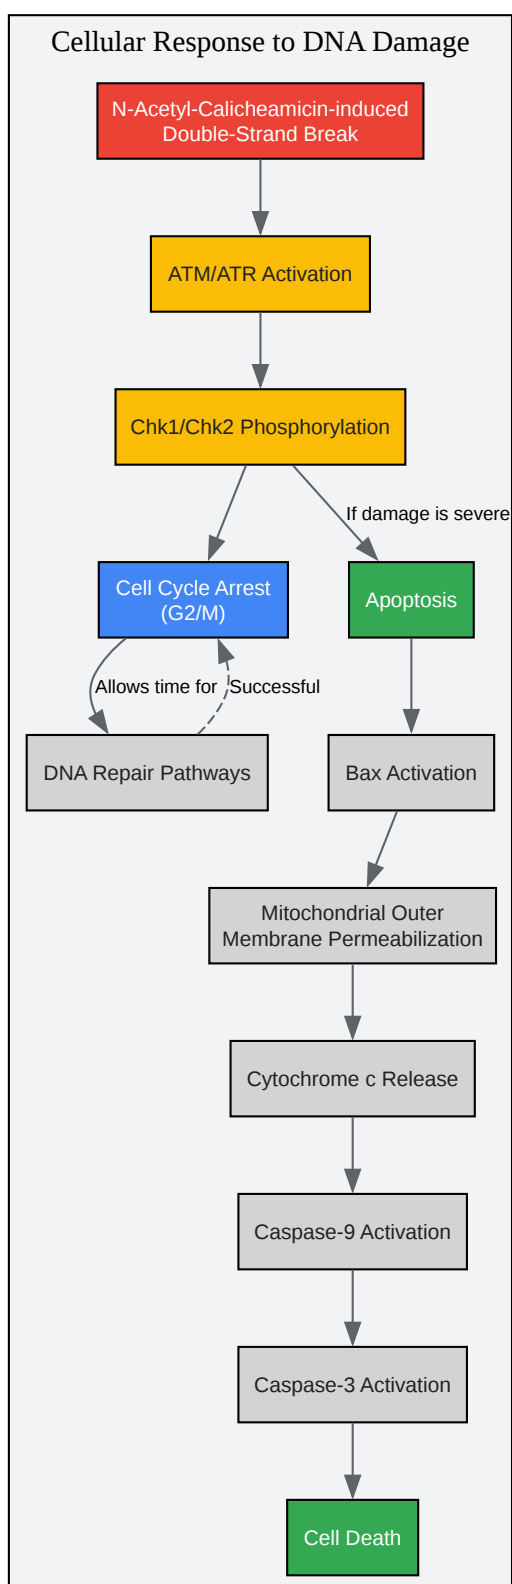 Cellular Response to DNA Damage
N-Acetyl-Calicheamicin-induced
Double-Strand Break
ATM/ATR Activation
Chk1/Chk2 Phosphorylation
If damage is severe
Cell Cycle Arrest
(G2/M)
Apoptosis
Allows time for
Successful
DNA Repair Pathways
Bax Activation
Mitochondrial Outer
Membrane Permeabilization
Cytochrome c Release
Caspase-9 Activation
Caspase-3 Activation
Cell Death